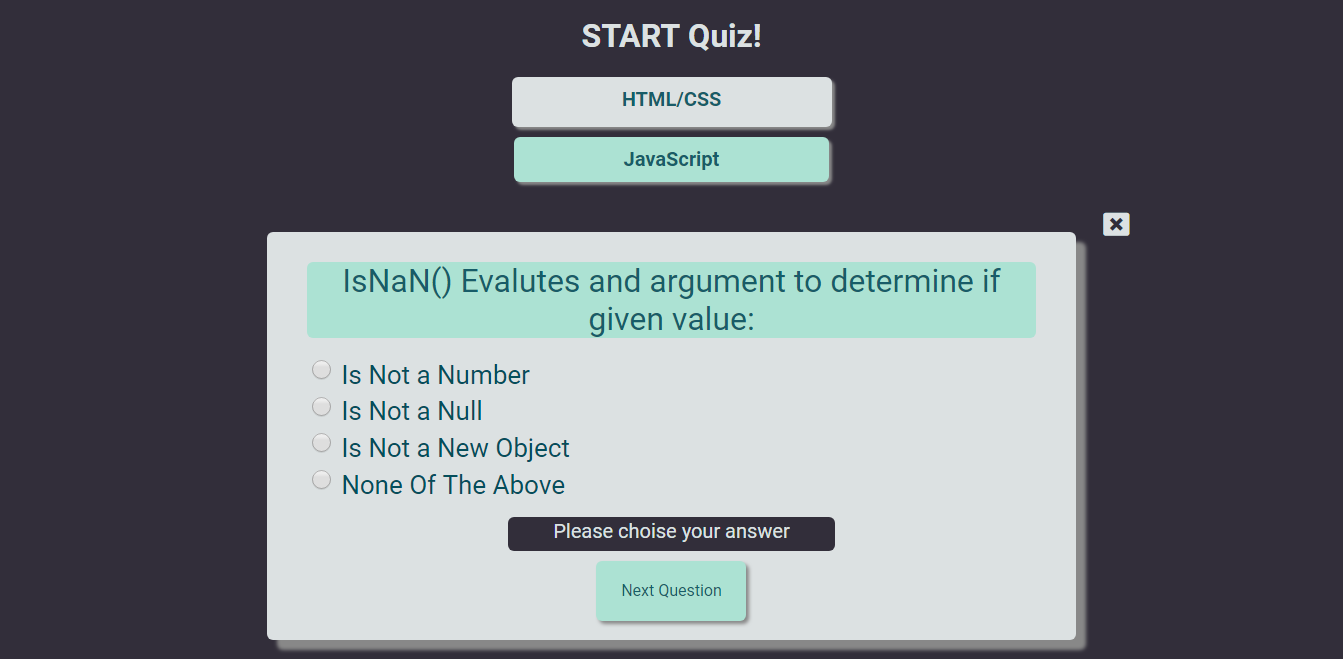 START Quiz!
HTML/CSS
JavaScript
IsNaN() Evalutes and argument to determine if
given value:
Is Not a Number
Is Not a Null
Is Not a New Object
None Of The Above
Please choise your answer
Next Question